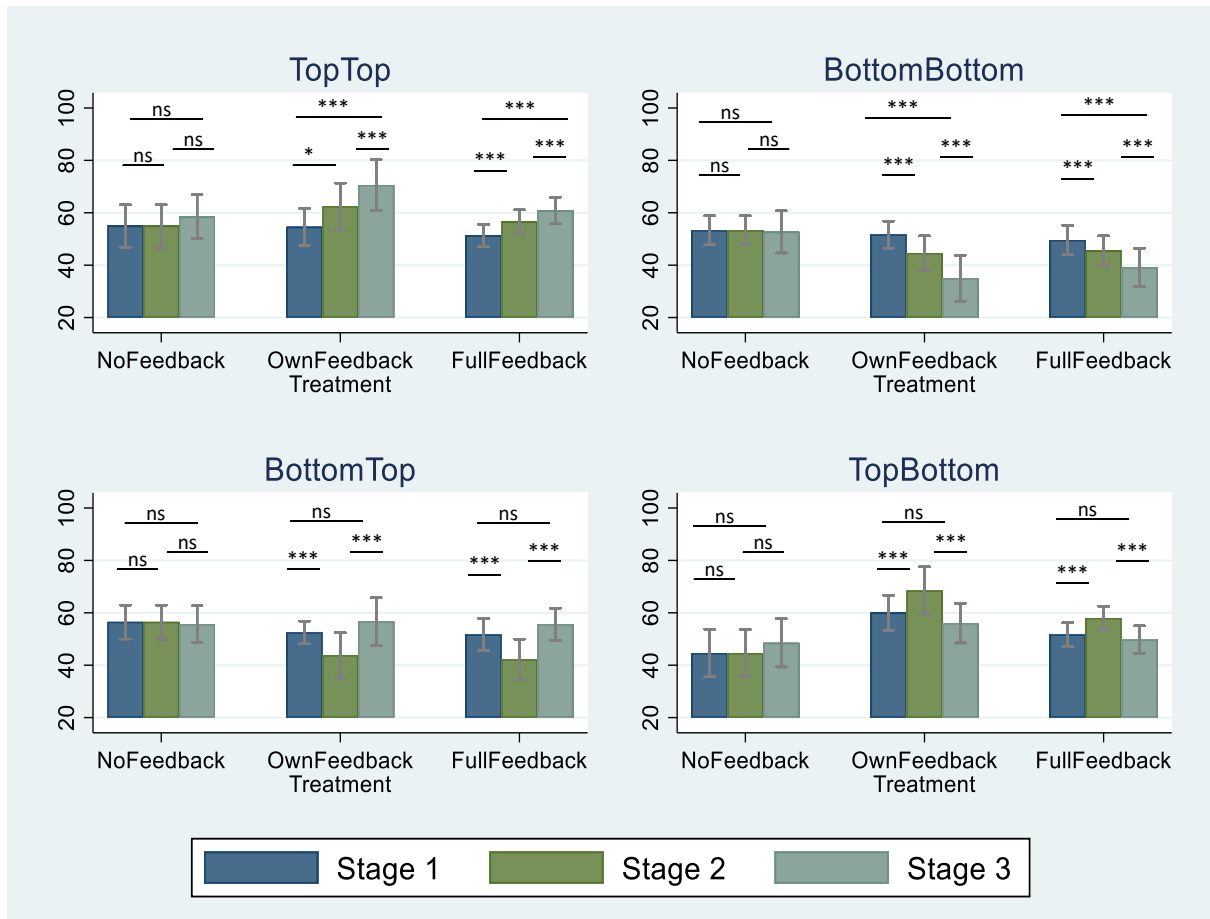 TopTop
100
80
60
40
20
ns
ns
ns
***
*
***
***
***
***
NoFeedback OwnFeedback FullFeedback
Treatment
BottomBottom
100
80
60
40
20
ns
ns
ns
***
***
***
***
***
***
NoFeedback OwnFeedback FullFeedback
Treatment
BottomTop
100
80
60
40
20
ns
ns
ns
ns
***
***
ns
***
***
NoFeedback OwnFeedback FullFeedback
Treatment
TopBottom
100
80
60
40
20
ns
ns
ns
ns
***
***
ns
***
***
NoFeedback OwnFeedback FullFeedback
Treatment
Stage 1 Stage 2 Stage 3